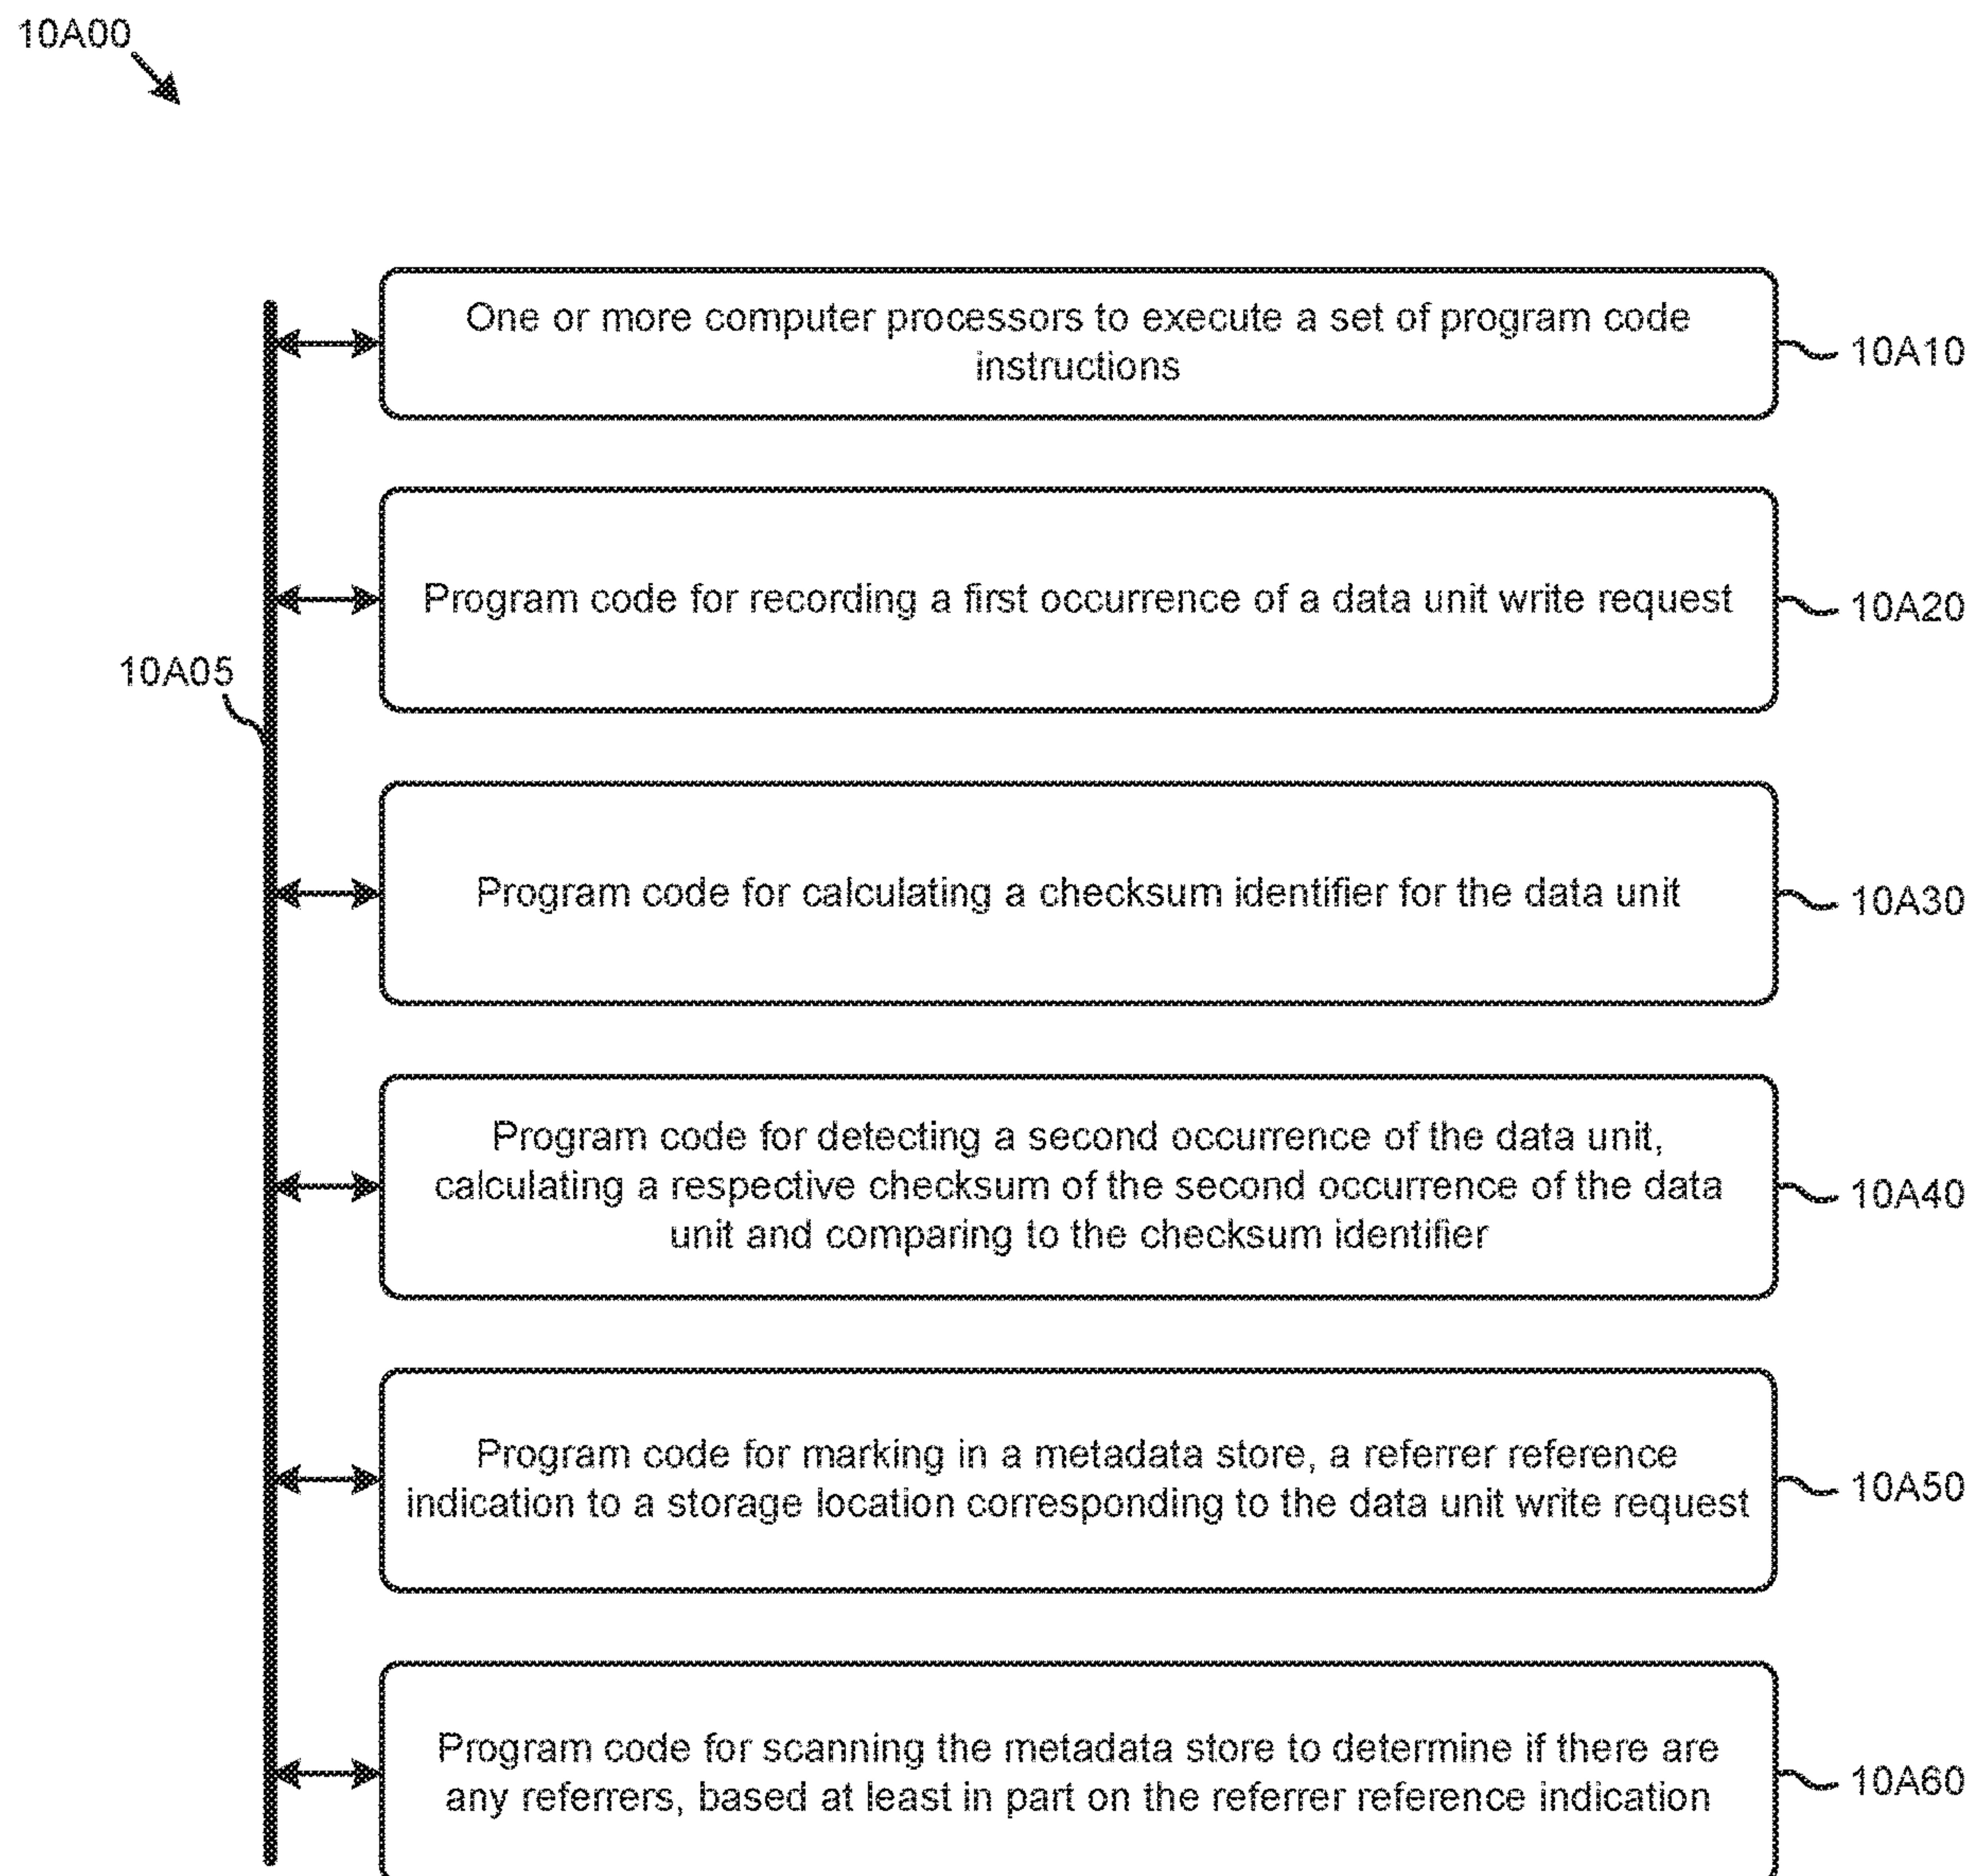 10A00
One or more computer processors to execute a set of program code
instructions
10A10
Program code for recording a first occurrence of a data unit write request
10A20
10A05
Program code for calculating a checksum identifier for the data unit
10A30
Program code for detecting a second occurrence of the data unit,
calculating a respective checksum of the second occurrence of the data
unit and comparing to the checksum identifier
10A40
Program code for marking in a metadata store, a referrer reference
indication to a storage location corresponding to the data unit write request
10A50
Program code for scanning the metadata store to determine if there are
any referrers, based at least in part on the referrer reference indication
10A60